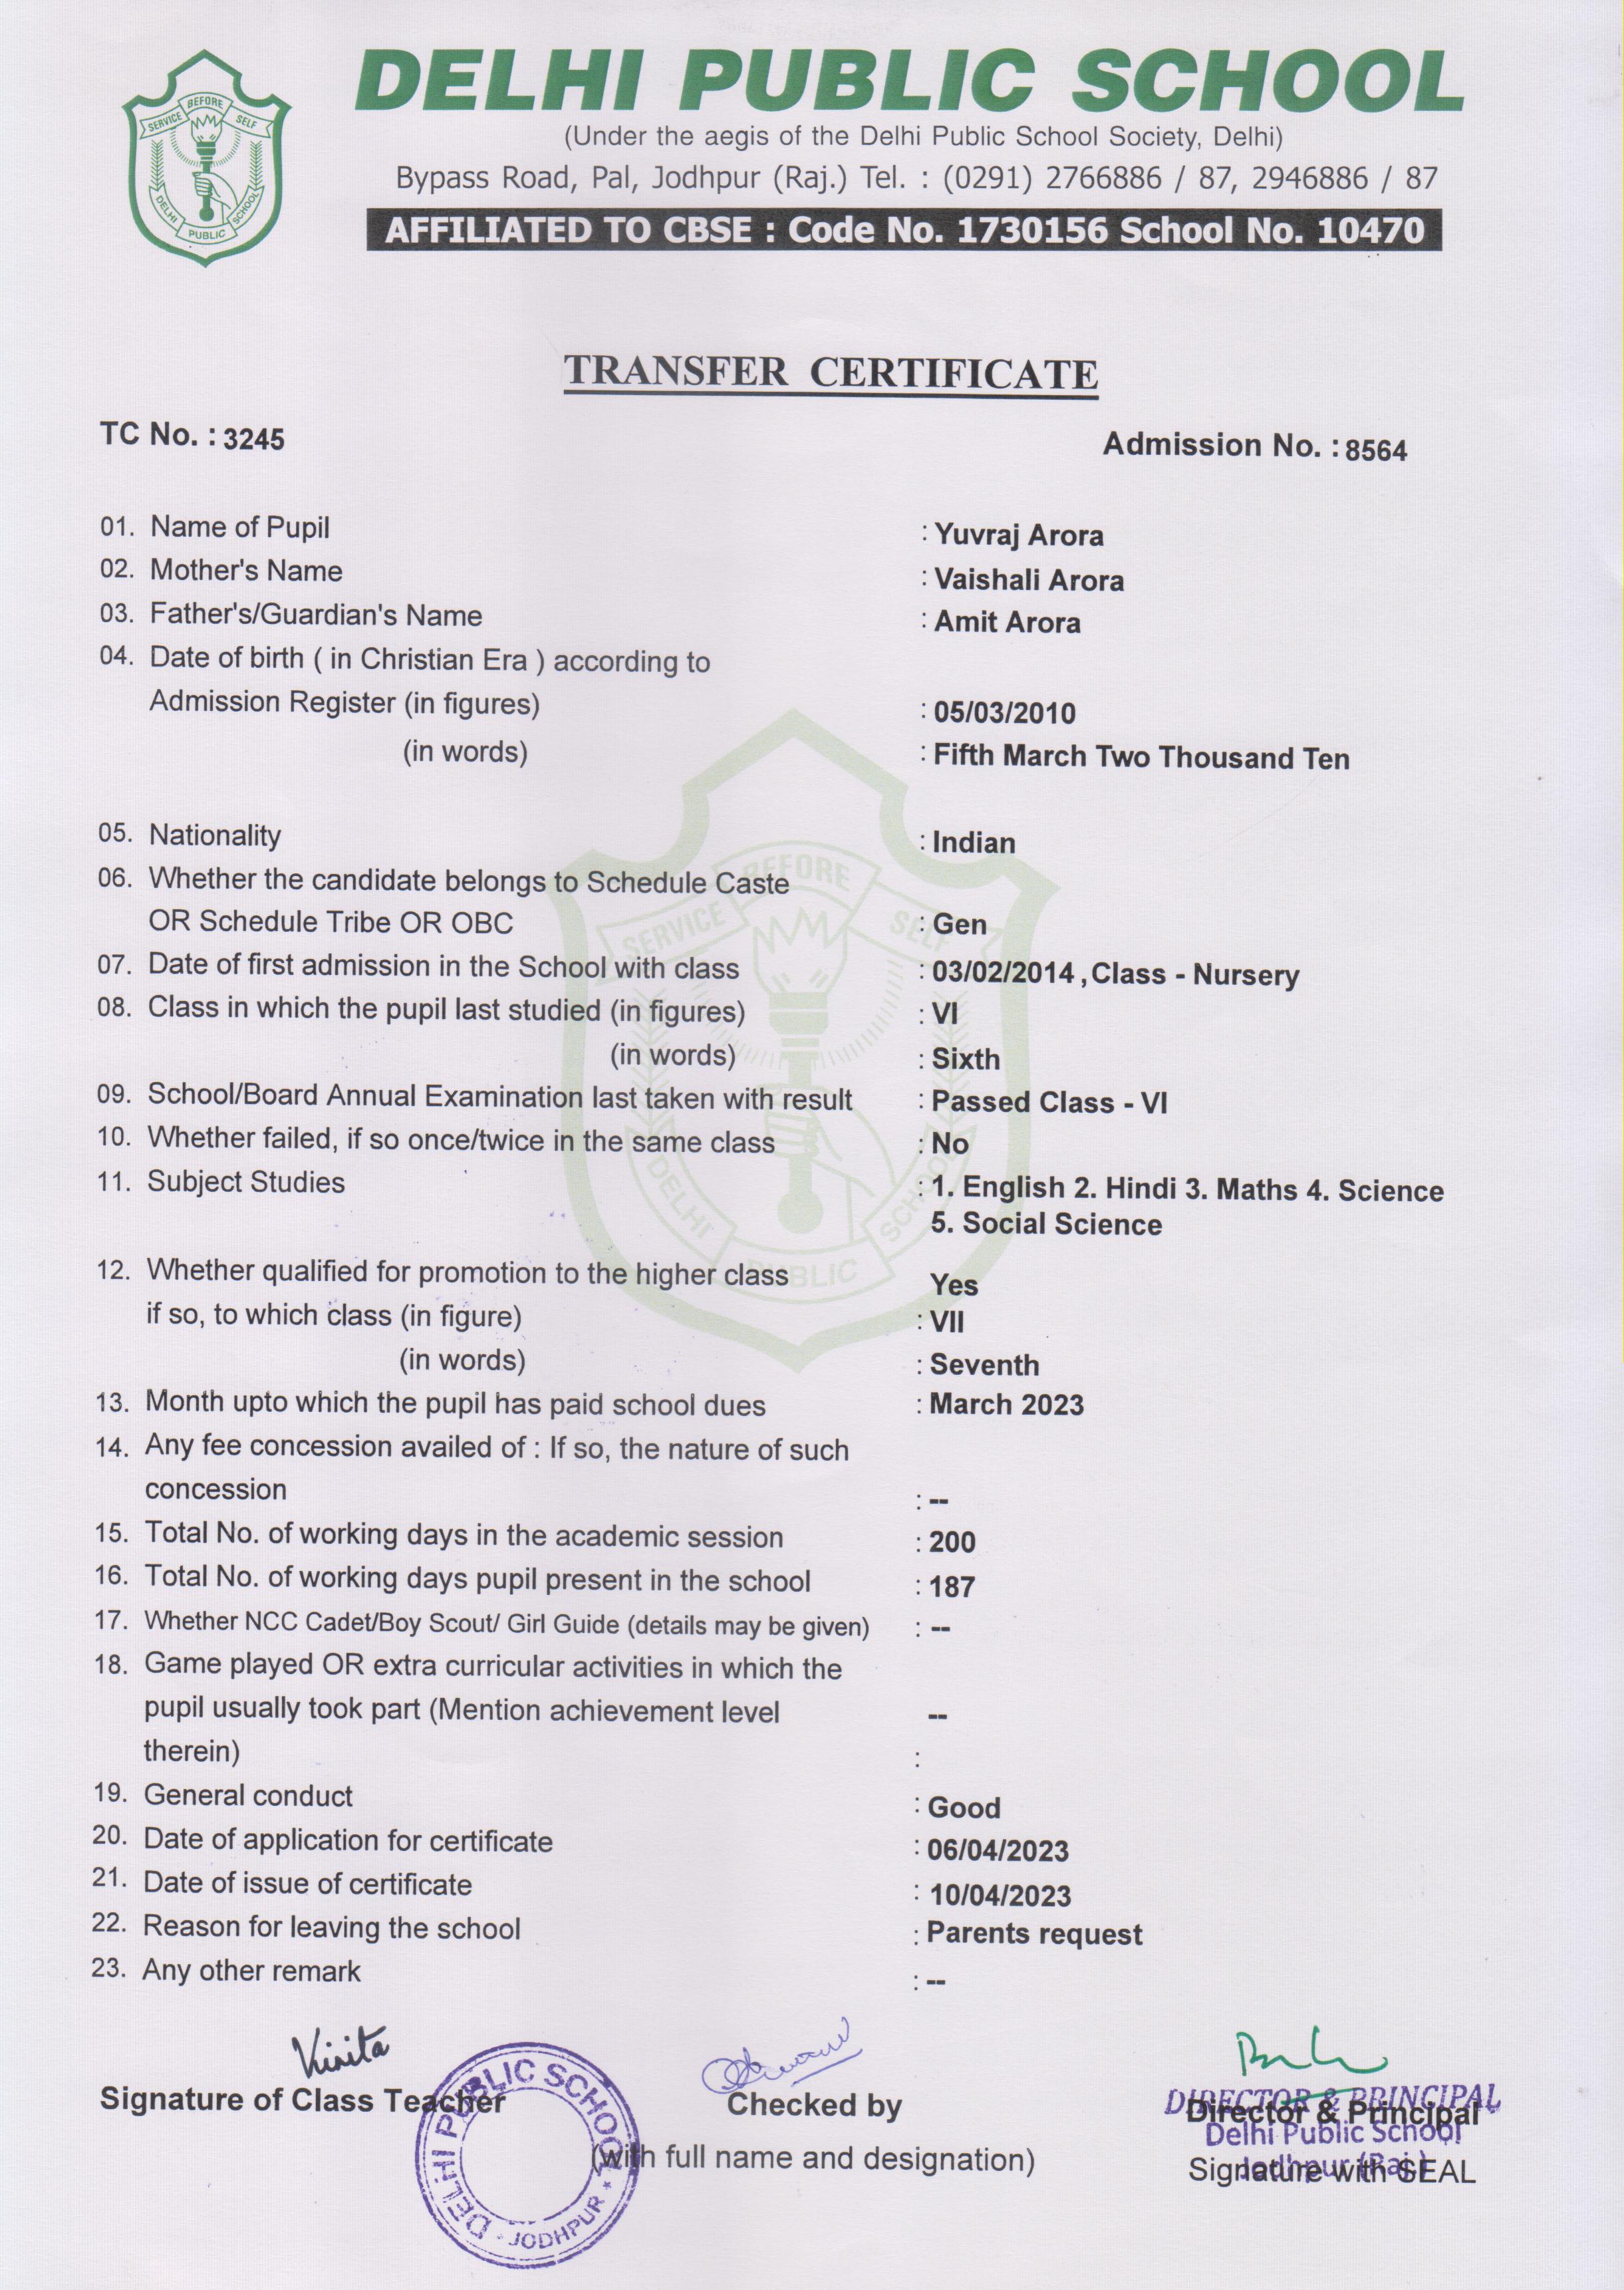 SERVICE BEFORE SELF
DELHI PUBLIC SCHOOL
DELHI PUBLIC SCHOOL
(Under the aegis of the Delhi Public School Society, Delhi)
Bypass Road, Pal, Jodhpur (Raj.) Tel. : (0291) 2766886 / 87, 2946886 / 87
AFFILIATED TO CBSE : Code No. 1730156 School No. 10470
TRANSFER CERTIFICATE
TC No. : 3245 Admission No. : 8564
01. Name of Pupil : Yuvraj Arora
02. Mother's Name : Vaishali Arora
03. Father's/Guardian's Name : Amit Arora
04. Date of birth ( in Christian Era ) according to
Admission Register (in figures) : 05/03/2010
(in words) : Fifth March Two Thousand Ten
05. Nationality : Indian
06. Whether the candidate belongs to Schedule Caste
OR Schedule Tribe OR OBC : Gen
07. Date of first admission in the School with class : 03/02/2014 , Class - Nursery
08. Class in which the pupil last studied (in figures) : VI
(in words) : Sixth
09. School/Board Annual Examination last taken with result : Passed Class - VI
10. Whether failed, if so once/twice in the same class : No
11. Subject Studies : 1. English 2. Hindi 3. Maths 4. Science
5. Social Science
12. Whether qualified for promotion to the higher class Yes
if so, to which class (in figure) : VII
(in words) : Seventh
13. Month upto which the pupil has paid school dues : March 2023
14. Any fee concession availed of : If so, the nature of such
concession : --
15. Total No. of working days in the academic session : 200
16. Total No. of working days pupil present in the school : 187
17. Whether NCC Cadet/Boy Scout/ Girl Guide (details may be given) : --
18. Game played OR extra curricular activities in which the
pupil usually took part (Mention achievement level --
therein) :
19. General conduct : Good
20. Date of application for certificate : 06/04/2023
21. Date of issue of certificate : 10/04/2023
22. Reason for leaving the school : Parents request
23. Any other remark : --
SERVICE BEFORE SELF
DELHI PUBLIC SCHOOL
Vinita
Signature of Class Teacher
DELHI PUBLIC SCHOOL
JODHPUR
Checked by
(with full name and designation)
DIRECTOR & PRINCIPAL
Delhi Public School
Jodhpur (Raj.)
Director & Principal
Signature with SEAL